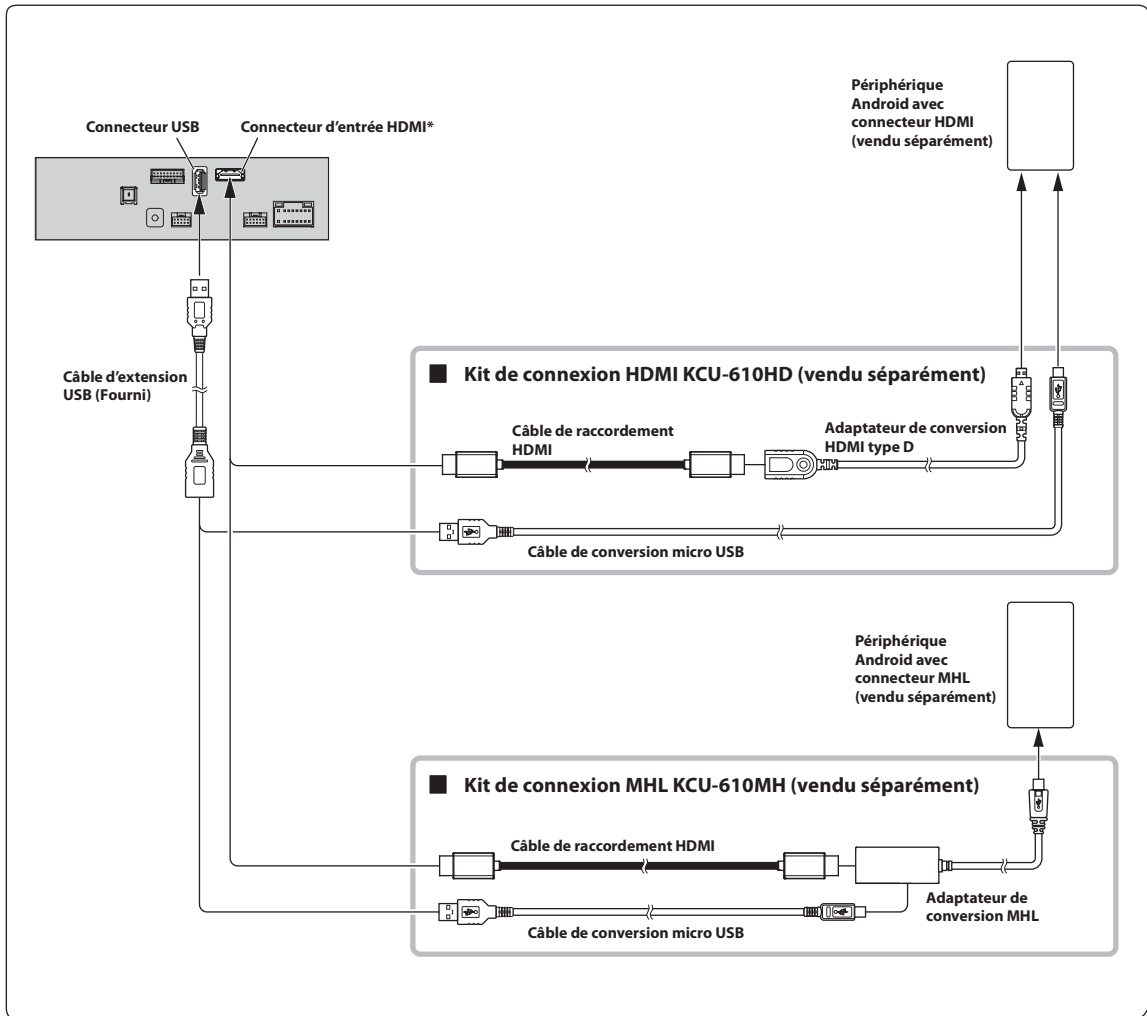 Périphérique
Android avec
connecteur HDMI
(vendu séparément)
Connecteur USB
Connecteur d'entrée HDMI*
Câble d'extension
USB (Fourni)
■ Kit de connexion HDMI KCU-610HD (vendu séparément)
Câble de raccordement
HDMI
Adaptateur de conversion
HDMI type D
Câble de conversion micro USB
Périphérique
Android avec
connecteur MHL
(vendu séparément)
■ Kit de connexion MHL KCU-610MH (vendu séparément)
Câble de raccordement HDMI
Adaptateur de
conversion MHL
Câble de conversion micro USB